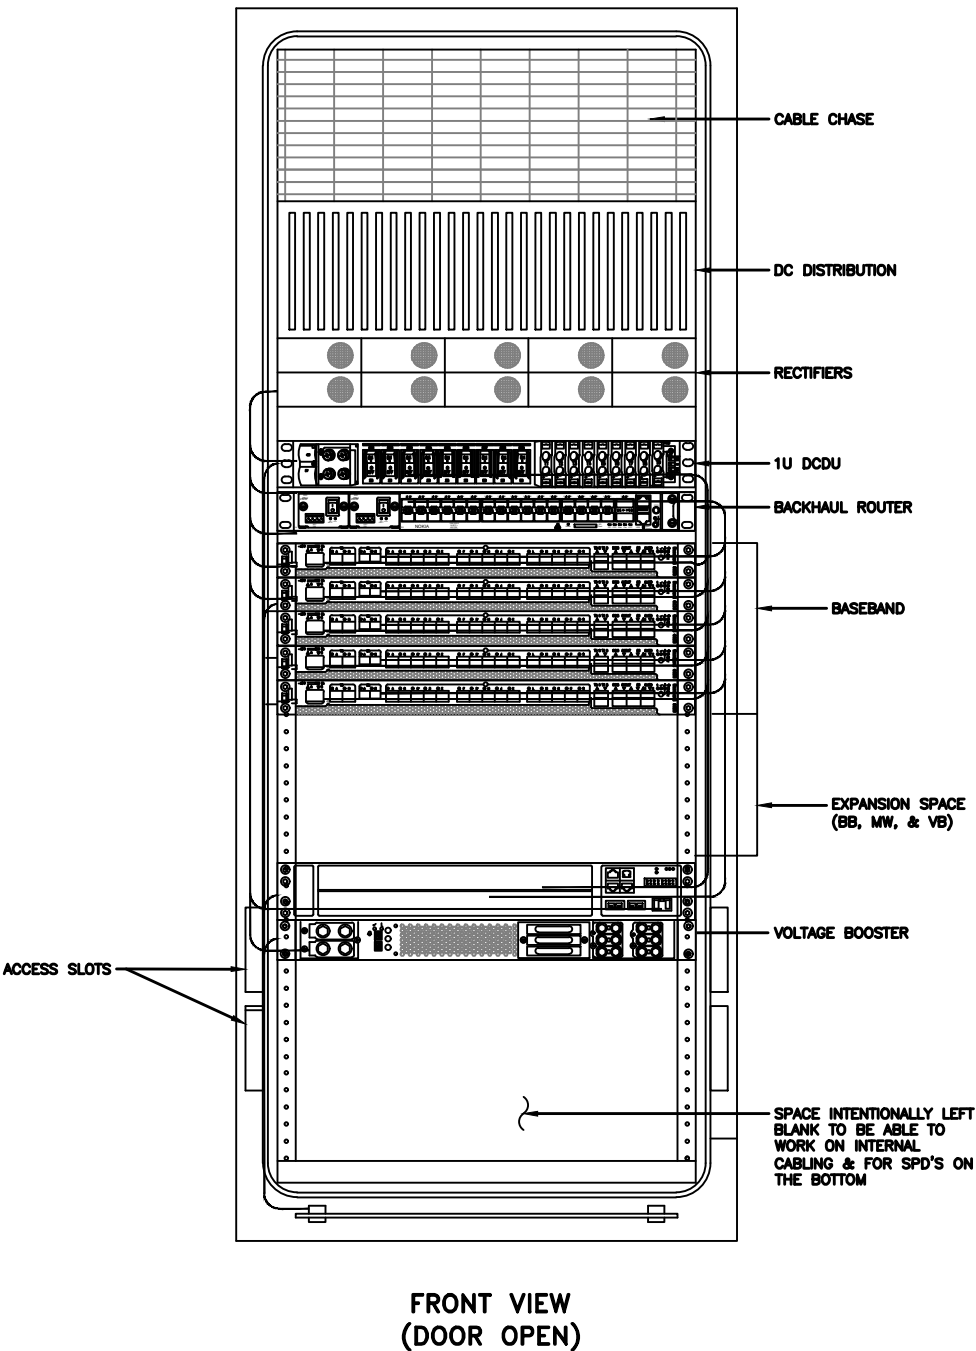 CABLE CHASE
DC DISTRIBUTION
RECTIFIERS
1U DCDU
BACKHAUL ROUTER
NOKIA
BASEBAND
EXPANSION SPACE
(BB, MW, & VB)
VOLTAGE BOOSTER
ACCESS SLOTS
SPACE INTENTIONALLY LEFT
BLANK TO BE ABLE TO
WORK ON INTERNAL
CABLING & FOR SPD'S ON
THE BOTTOM
FRONT VIEW
(DOOR OPEN)